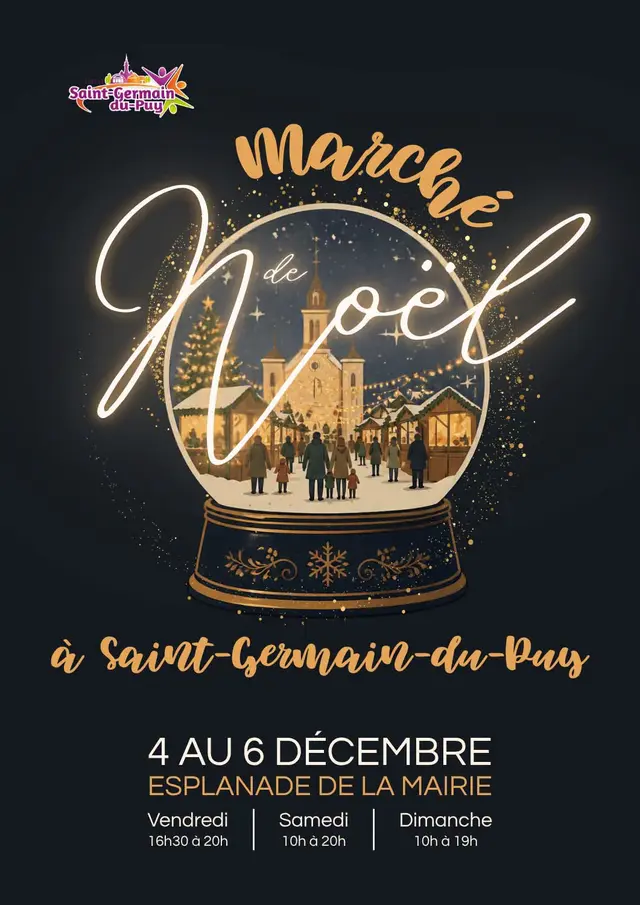 Saint-Germain
du-Puy
Marché
de
Noël
à Saint-Germain-du-Puy
4 AU 6 DÉCEMBRE
ESPLANADE DE LA MAIRIE
Vendredi
16h30 à 20h
Samedi
10h à 20h
Dimanche
10h à 19h